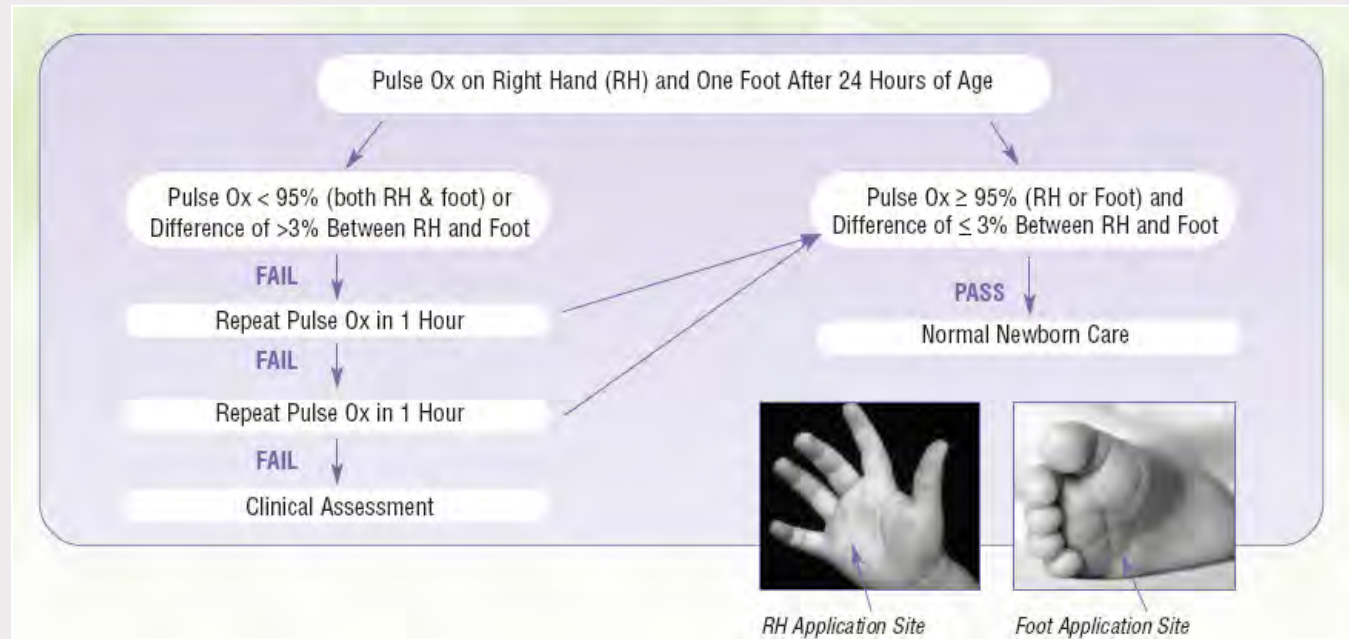 Pulse Ox on Right Hand (RH) and One Foot After 24 Hours of Age
Pulse Ox < 95% (both RH & foot) or
Difference of >3% Between RH and Foot
FAIL
Repeat Pulse Ox in 1 Hour
FAIL
Repeat Pulse Ox in 1 Hour
FAIL
Clinical Assessment
Pulse Ox ≥ 95% (RH or Foot) and
Difference of ≤ 3% Between RH and Foot
PASS
Normal Newborn Care
RH Application Site
Foot Application Site